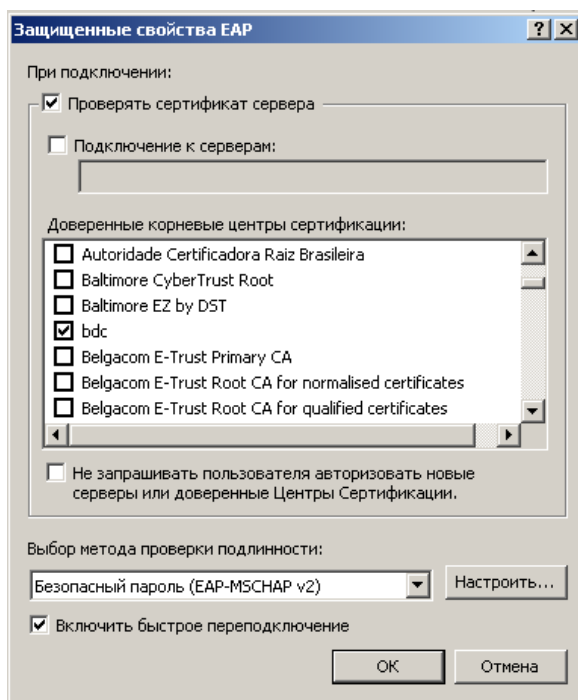 Защищенные свойства EAP
При подключении:
Проверять сертификат сервера
Подключение к серверам:
Доверенные корневые центры сертификации:
Autoridade Certificadora Raiz Brasileira
Baltimore CyberTrust Root
Baltimore EZ by DST
bdc
Belgacom E-Trust Primary CA
Belgacom E-Trust Root CA for normalised certificates
Belgacom E-Trust Root CA for qualified certificates
Не запрашивать пользователя авторизовать новые
серверы или доверенные Центры Сертификации.
Выбор метода проверки подлинности:
Безопасный пароль (EAP-MSCHAP v2)
Настроить...
Включить быстрое переподключение
ОК
Отмена